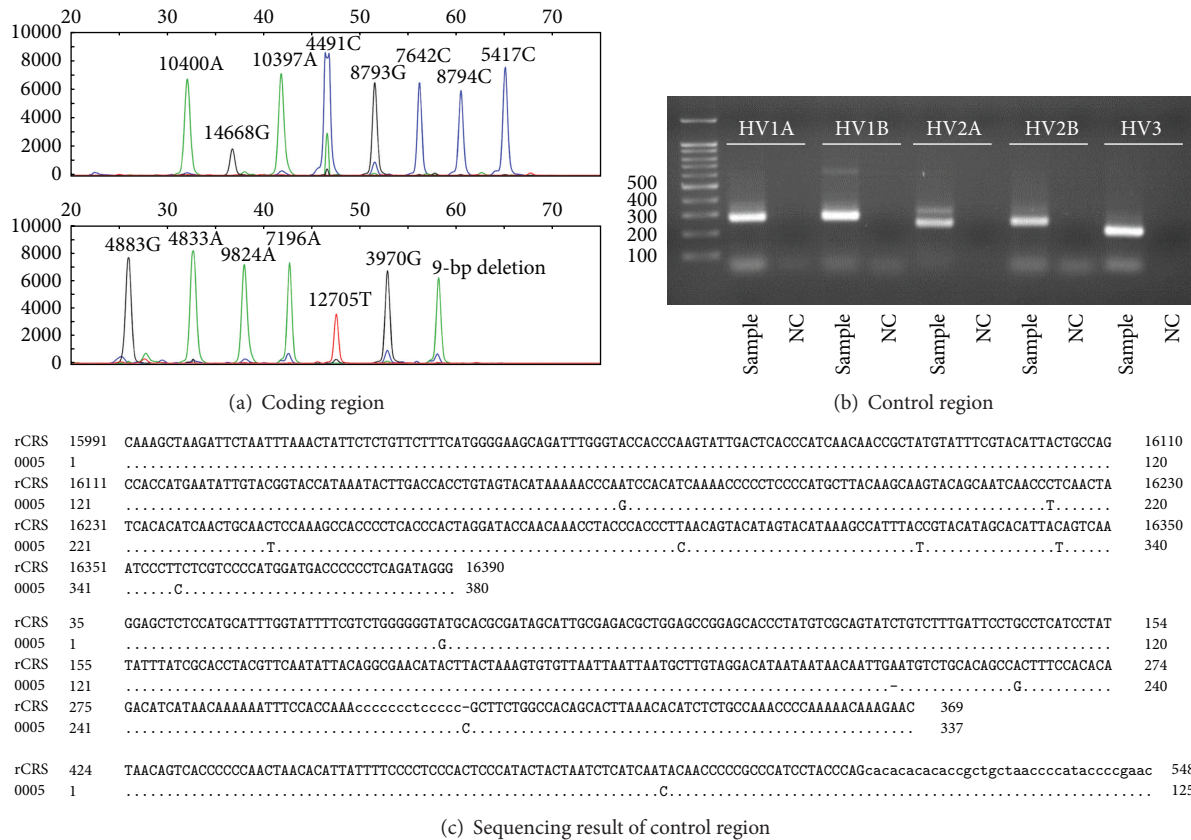 20 30 40 50 60 70
10000
8000
6000
4000
2000
0
10400A
14668G
10397A
4491C
8793G
7642C
8794C
5417C
20 30 40 50 60 70
10000
8000
6000
4000
2000
0
4883G
4833A
9824A
7196A
12705T
3970G
9-bp deletion
(a) Coding region
HV1A HV1B HV2A HV2B HV3
500
400
300
200
100
Sample NC Sample NC Sample NC Sample NC Sample NC
(b) Control region
rCRS 15991 CAAAGCTAAGATTCTAATTTAAACTATTCTCTGTTCTTTCATGGGGAAGCAGATTTGGGTACCACCCAAGTATTGACTCACCCATCAACAACCGCTATGTATTTCGTACATTACTGCCAG 16110
0005 1 ........................................................................................................................ 120
rCRS 16111 CCACCATGAATATTGTACGGTACCATAAATACTTGACCACCTGTAGTACATAAAAACCCAATCCACATCAAAACCCCCTCCCCATGCTTACAAGCAAGTACAGCAATCAACCCTCAACTA 16230
0005 121 ............................................................G...................................................T....... 220
rCRS 16231 TCACACATCAACTGCAACTCCAAAGCCACCCCTCACCCACTAGGATACCAACAAACCTACCCACCCTTAACAGTACATAGTACATAAAGCCATTTACCGTACATAGCACATTACAGTCAA 16350
0005 221 .................T.................................................C............................T................T...... 340
rCRS 16351 ATCCCTTCTCGTCCCCATGGATGACCCCCCTCAGATAGGG 16390
0005 341 ......C................................. 380
rCRS 35 GGAGCTCTCCATGCATTTGGTATTTTCGTCTGGGGGGTATGCACGCGATAGCATTGCGAGACGCTGGAGCCGGAGCACCCTATGTCGCAGTATCTGTCTTTGATTCCTGCCTCATCCTAT 154
0005 1 ......................................G................................................................................. 120
rCRS 155 TATTTATCGCACCTACGTTCAATATTACAGGCGAACATACTTACTAAAGTGTGTTAATTAATTAATGCTTGTAGGACATAATAATAACAATTGAATGTCTGCACAGCCACTTTCCACACA 274
0005 121 ..............................................................................................-.............G........... 240
rCRS 275 GACATCATAACAAAAAATTTCCACCAAAccccccctccccc-GCTTCTGGCCACAGCACTTAAACACATCTCTGCCAAACCCCAAAAACAAAGAAC 369
0005 241 .........................................C...................................................... 337
rCRS 424 TAACAGTCACCCCCCAACTAACACATTATTTTCCCCTCCCACTCCCATACTACTAATCTCATCAATACAACCCCCGCCCATCCTACCCAGcacacacacaccgctgctaaccccataccccgaac 548
0005 1 .................................................................C........................................................... 125
(c) Sequencing result of control region